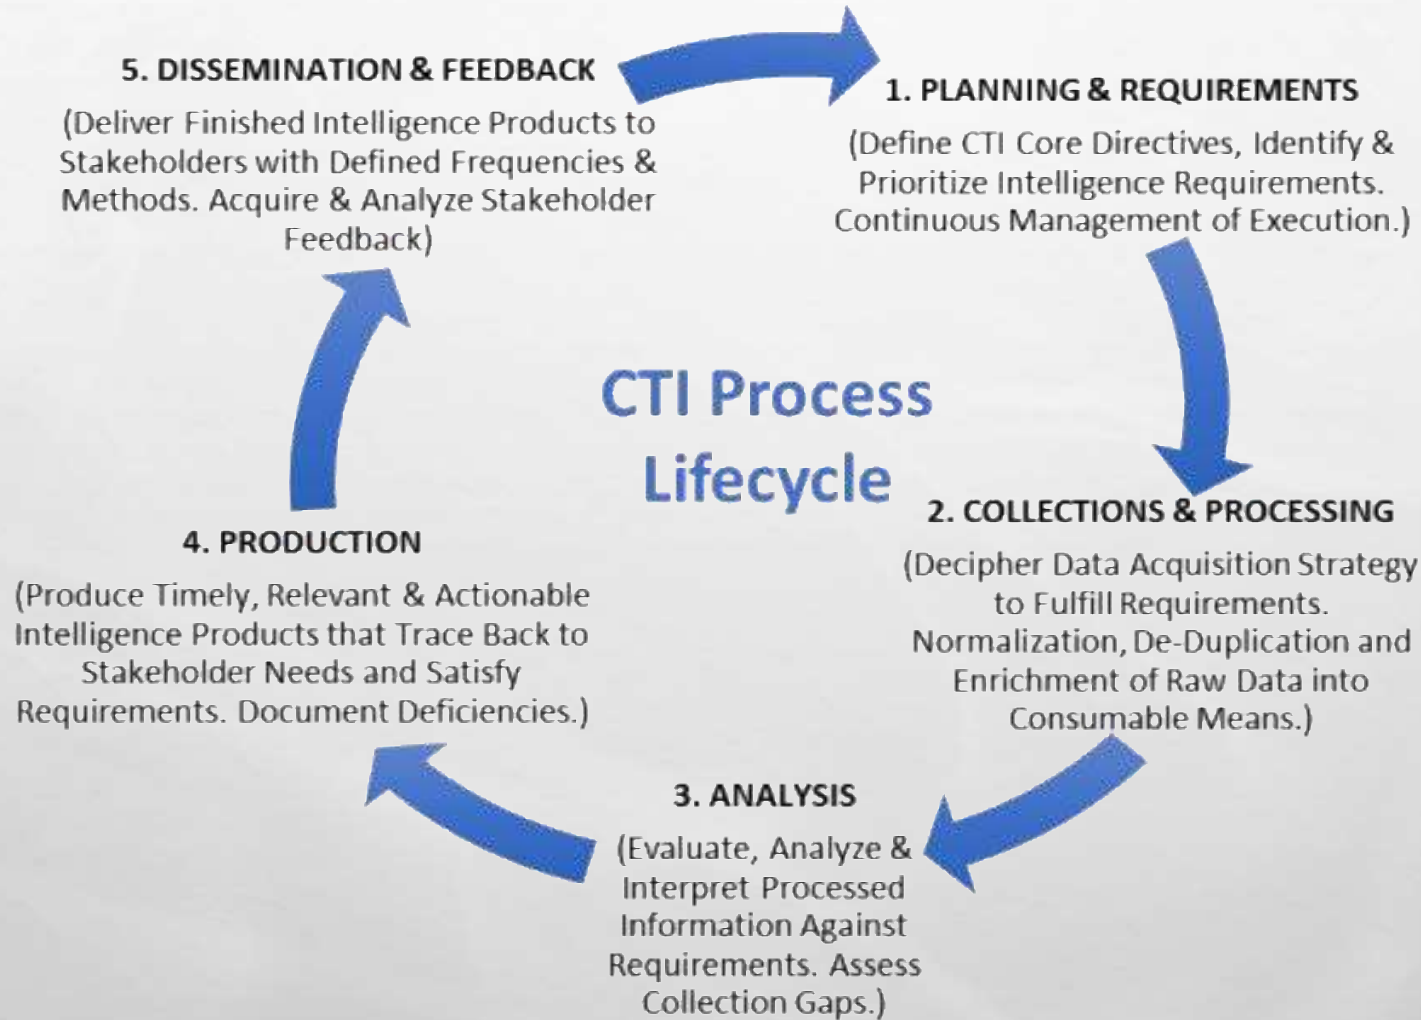 5. DISSEMINATION & FEEDBACK
(Deliver Finished Intelligence Products to
Stakeholders with Defined Frequencies &
Methods. Acquire & Analyze Stakeholder
Feedback)
1. PLANNING & REQUIREMENTS
(Define CTI Core Directives, Identify &
Prioritize Intelligence Requirements.
Continuous Management of Execution.)
CTI Process
Lifecycle
2. COLLECTIONS & PROCESSING
(Decipher Data Acquisition Strategy
to Fulfill Requirements.
Normalization, De-Duplication and
Enrichment of Raw Data into
Consumable Means.)
4. PRODUCTION
(Produce Timely, Relevant & Actionable
Intelligence Products that Trace Back to
Stakeholder Needs and Satisfy
Requirements. Document Deficiencies.)
3. ANALYSIS
(Evaluate, Analyze &
Interpret Processed
Information Against
Requirements. Assess
Collection Gaps.)